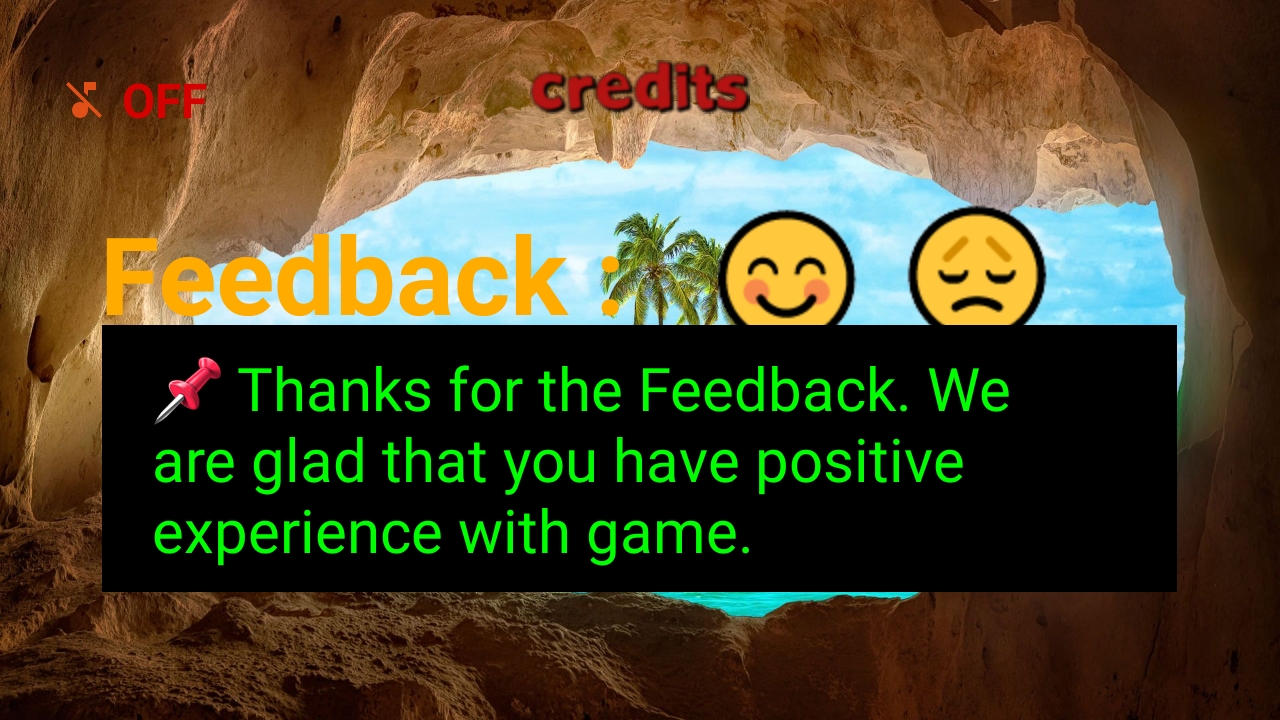 OFF
credits
Feedback :
📌 Thanks for the Feedback. We
are glad that you have positive
experience with game.